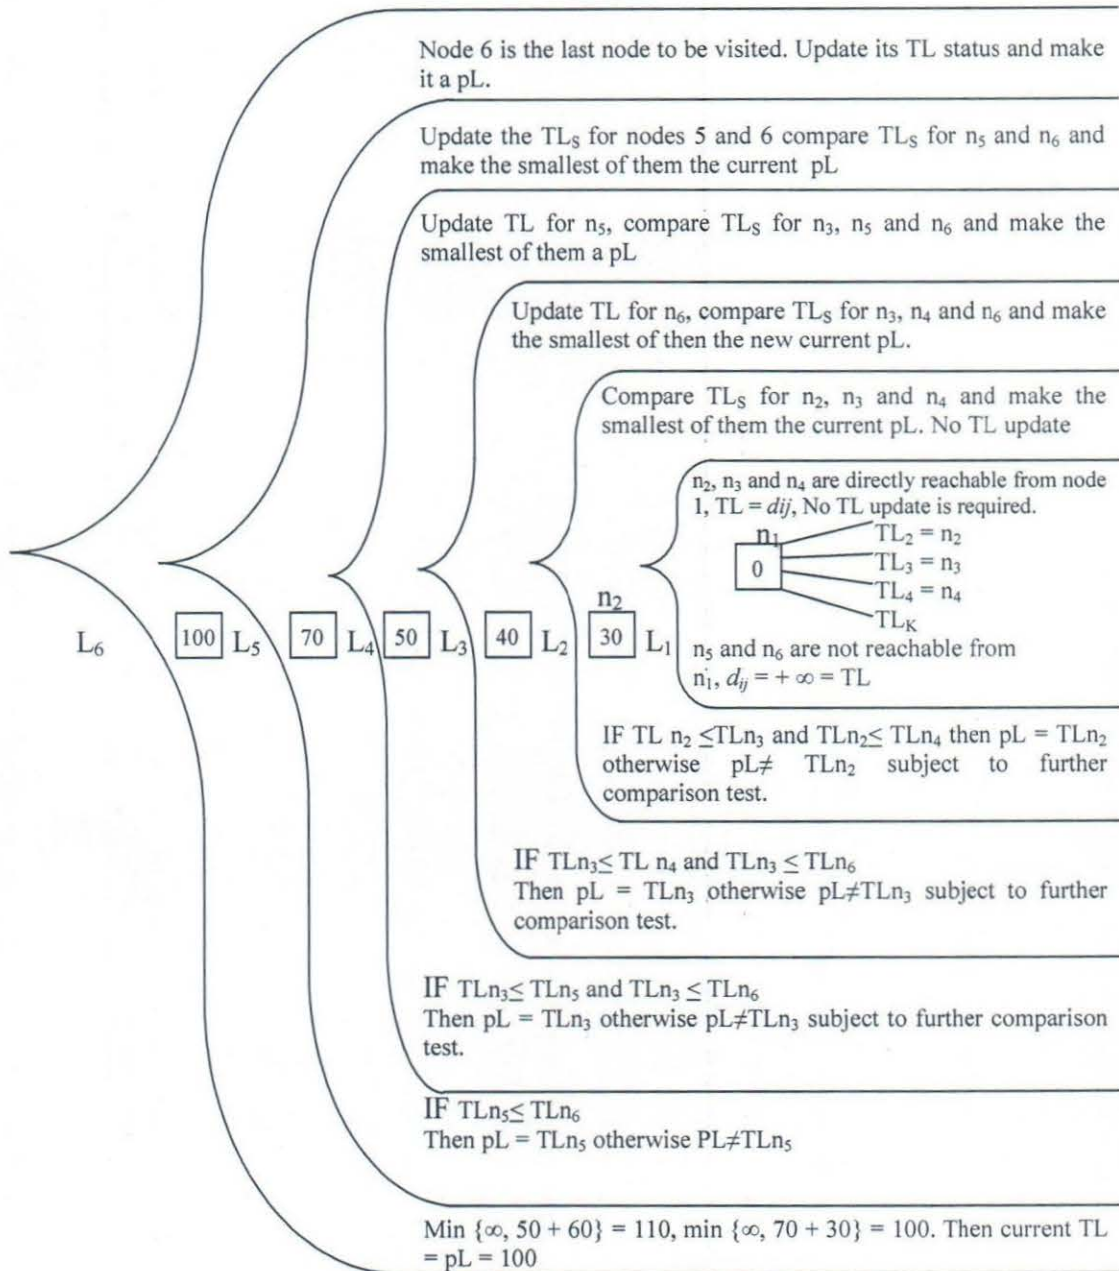 Node 6 is the last node to be visited. Update its TL status and make
it a pL.
Update the TLS for nodes 5 and 6 compare TLS for n5 and n6 and
make the smallest of them the current pL
Update TL for n5, compare TLS for n3, n5 and n6 and make the
smallest of them a pL
Update TL for n6, compare TLS for n3, n4 and n6 and make
the smallest of then the new current pL.
Compare TLS for n2, n3 and n4 and make the
smallest of them the current pL. No TL update
n2, n3 and n4 are directly reachable from node
1, TL = dij, No TL update is required.
n1
0
TL2 = n2
TL3 = n3
TL4 = n4
TLK
n2
L6 100 L5 70 L4 50 L3 40 L2 30 L1
n5 and n6 are not reachable from
n1, dij = + ∞ = TL
IF TL n2 ≤TLn3 and TLn2≤ TLn4 then pL = TLn2
otherwise pL≠ TLn2 subject to further
comparison test.
IF TLn3≤ TL n4 and TLn3 ≤TLn6
Then pL = TLn3 otherwise pL≠TLn3 subject to further
comparison test.
IF TLn3≤ TLn5 and TLn3 ≤TLn6
Then pL = TLn3 otherwise pL≠TLn3 subject to further comparison
test.
IF TLn5≤ TLn6
Then pL = TLn5 otherwise PL≠TLn5
Min {∞, 50 + 60} = 110, min {∞, 70 + 30} = 100. Then current TL
= pL = 100